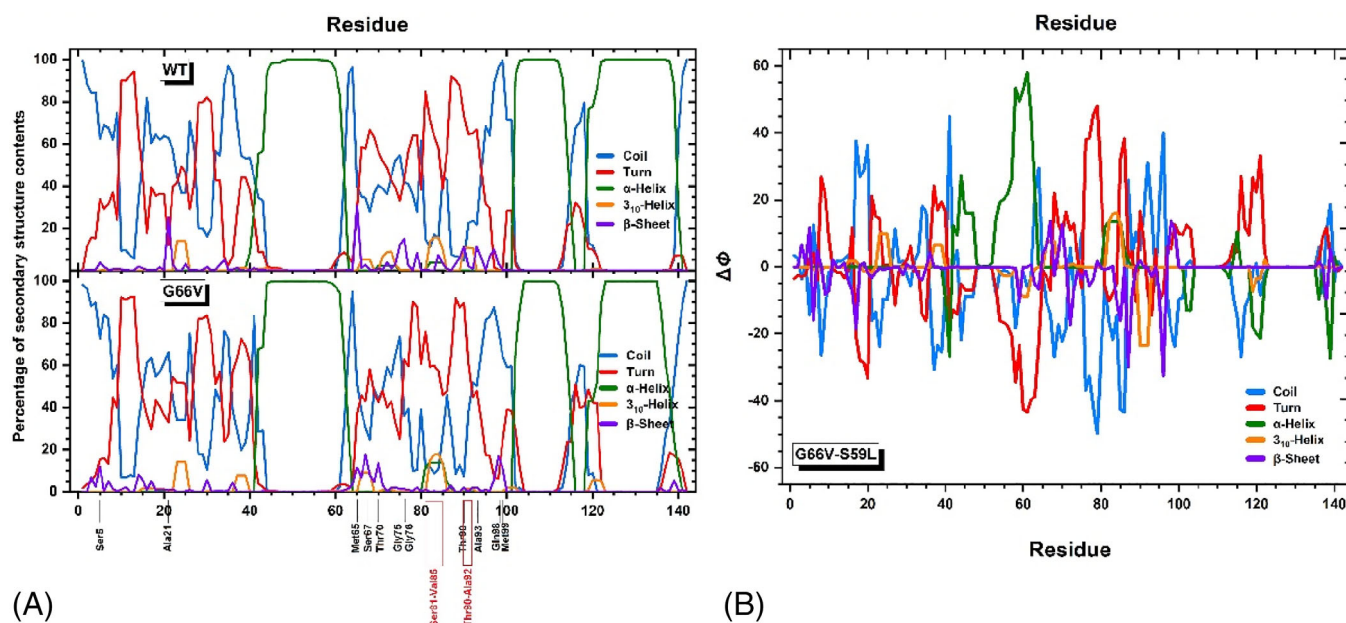 Residue
Percentage of secondary structure contents
100
80
60
40
20
0
WT
Coil
Turn
α-Helix
3₁₀-Helix
β-Sheet
100
80
60
40
20
0
G66V
Coil
Turn
α-Helix
3₁₀-Helix
β-Sheet
0 20 40 60 80 100 120 140
Ser5
Ala21
Met65
Ser67
Thr70
Gly75
Gly76
Thr90
Ala93
Gln98
Met99
Ser81-Val85
Thr90-Ala92
(A)
Residue
ΔΦ
60
40
20
0
-20
-40
-60
Coil
Turn
α-Helix
3₁₀-Helix
β-Sheet
G66V-S59L
0 20 40 60 80 100 120 140
Residue
(B)